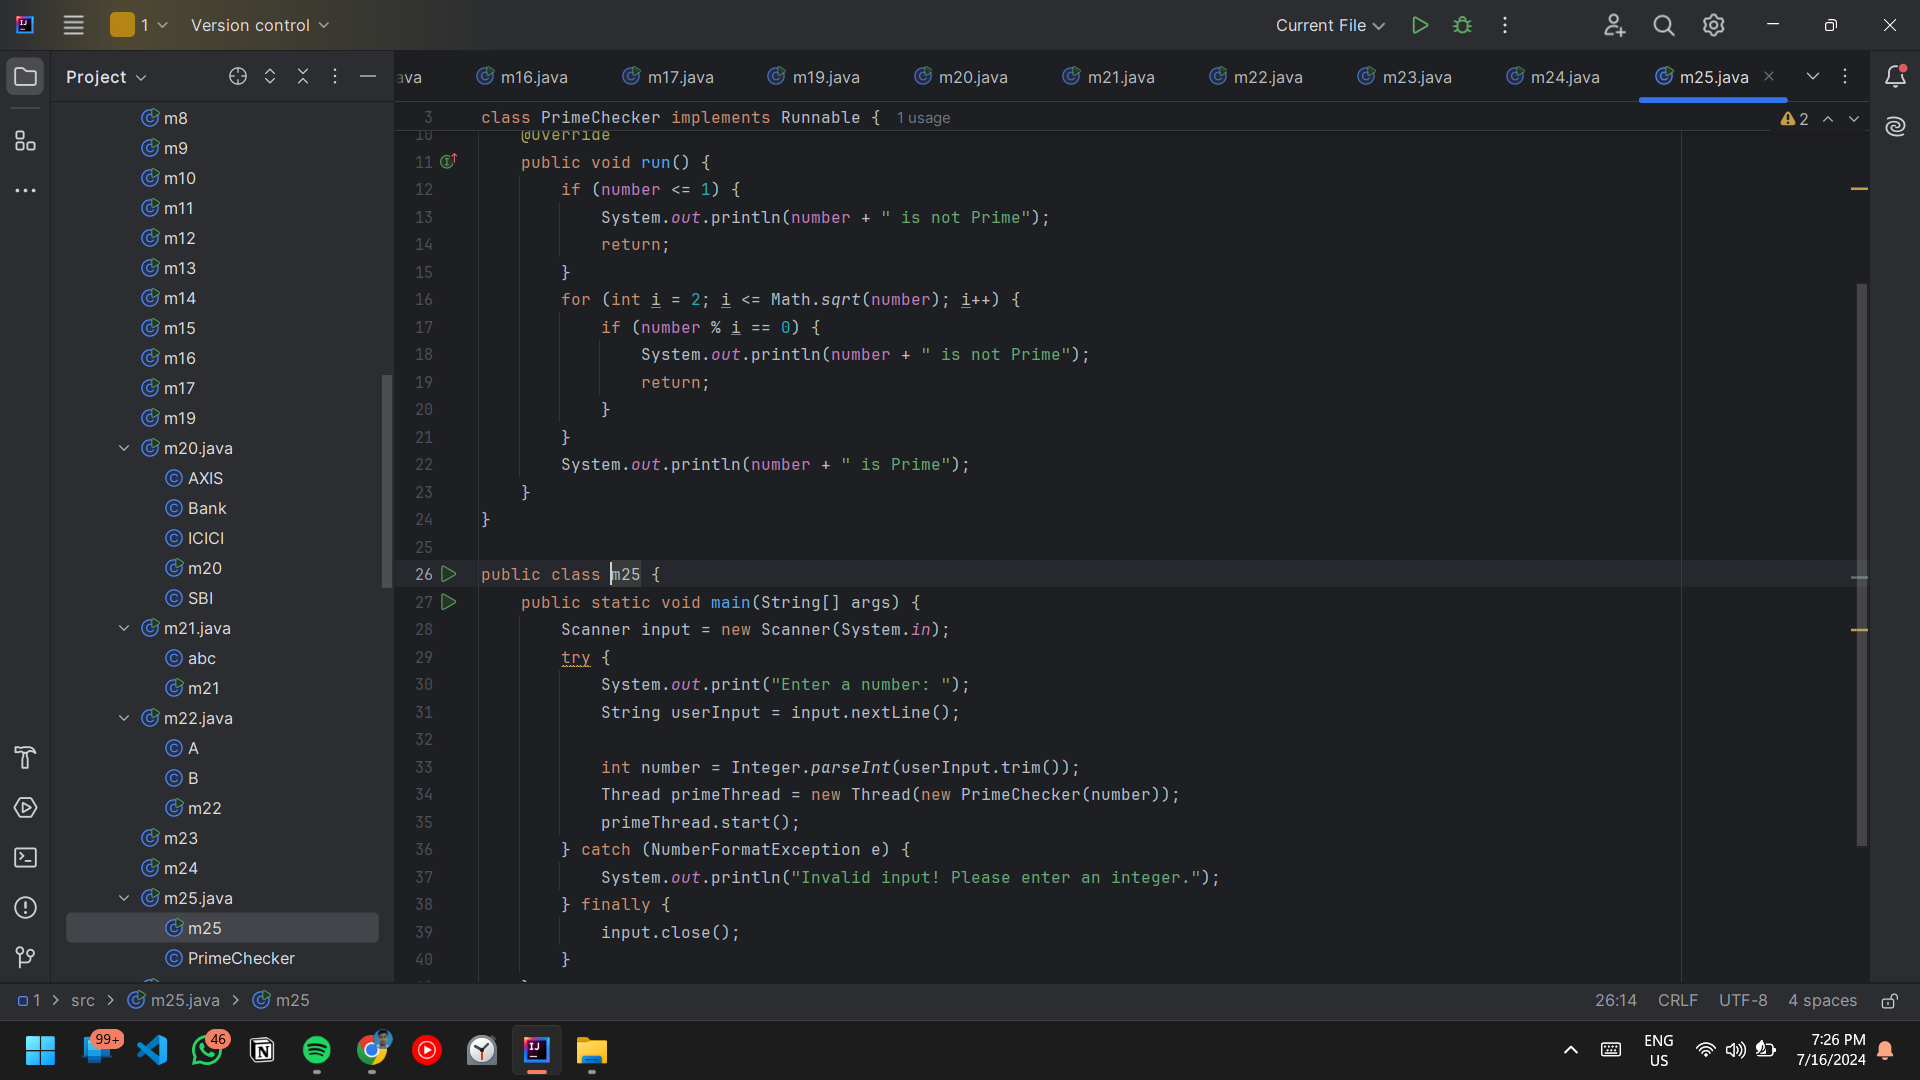 1
Version control
Current File
Project
ava
m16.java
m17.java
m19.java
m20.java
m21.java
m22.java
m23.java
m24.java
m25.java
m8
m9
m10
m11
m12
m13
m14
m15
m16
m17
m19
m20.java
AXIS
Bank
ICICI
m20
SBI
m21.java
abc
m21
m22.java
A
B
m22
m23
m24
m25.java
m25
PrimeChecker
3 class PrimeChecker implements Runnable { 1 usage
2
10 @Override
11 public void run() {
12 if (number <= 1) {
13 System.out.println(number + " is not Prime");
14 return;
15 }
16 for (int i = 2; i <= Math.sqrt(number); i++) {
17 if (number % i == 0) {
18 System.out.println(number + " is not Prime");
19 return;
20 }
21 }
22 System.out.println(number + " is Prime");
23 }
24 }
25
26 public class m25 {
27 public static void main(String[] args) {
28 Scanner input = new Scanner(System.in);
29 try {
30 System.out.print("Enter a number: ");
31 String userInput = input.nextLine();
32
33 int number = Integer.parseInt(userInput.trim());
34 Thread primeThread = new Thread(new PrimeChecker(number));
35 primeThread.start();
36 } catch (NumberFormatException e) {
37 System.out.println("Invalid input! Please enter an integer.");
38 } finally {
39 input.close();
40 }
1 > src > m25.java > m25
26:14 CRLF UTF-8 4 spaces
99+
46
ENG
US
7:26 PM
7/16/2024